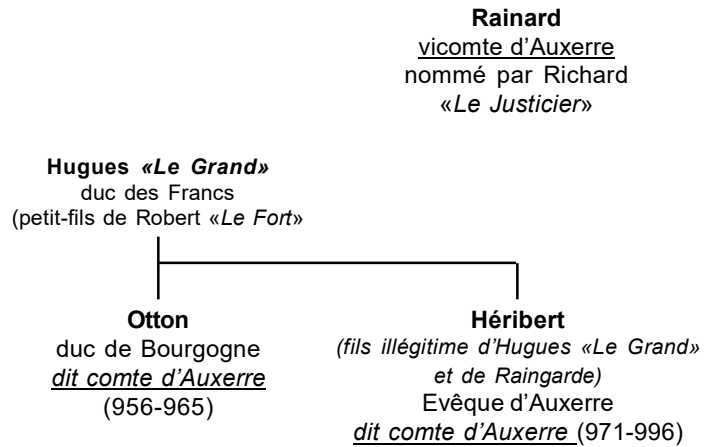 Rainard
vicomte d’Auxerre
nommé par Richard
«Le Justicier»
Hugues «Le Grand»
duc des Francs
(petit-fils de Robert «Le Fort»
Otton
duc de Bourgogne
dit comte d’Auxerre
(956-965)
Héribert
(fils illégitime d’Hugues «Le Grand»
et de Raingarde)
Evêque d’Auxerre
dit comte d’Auxerre (971-996)